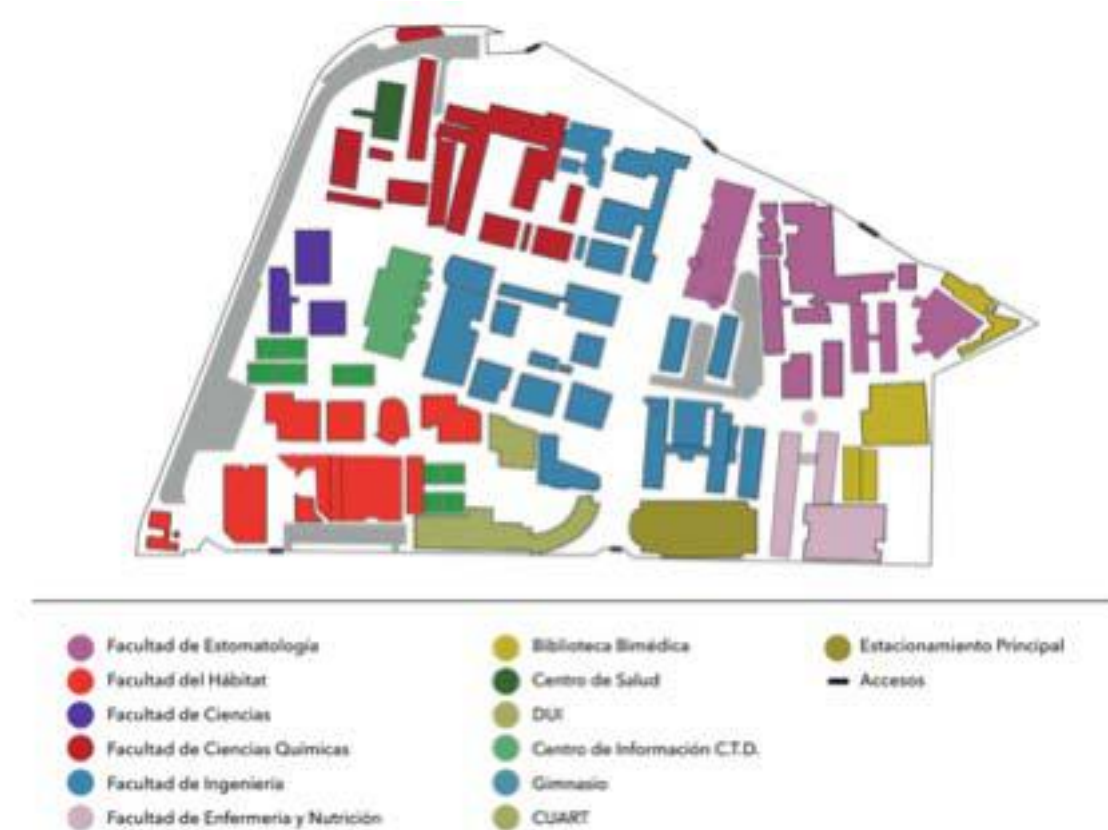 Facultad de Estomatología
Facultad del Hábitat
Facultad de Ciencias
Facultad de Ciencias Químicas
Facultad de Ingeniería
Facultad de Enfermeria y Nutrición
Biblioteca Bimédica
Centro de Salud
DUI
Centro de Información C.T.D.
Gimnasio
CUART
Estacionamiento Principal
Accesos